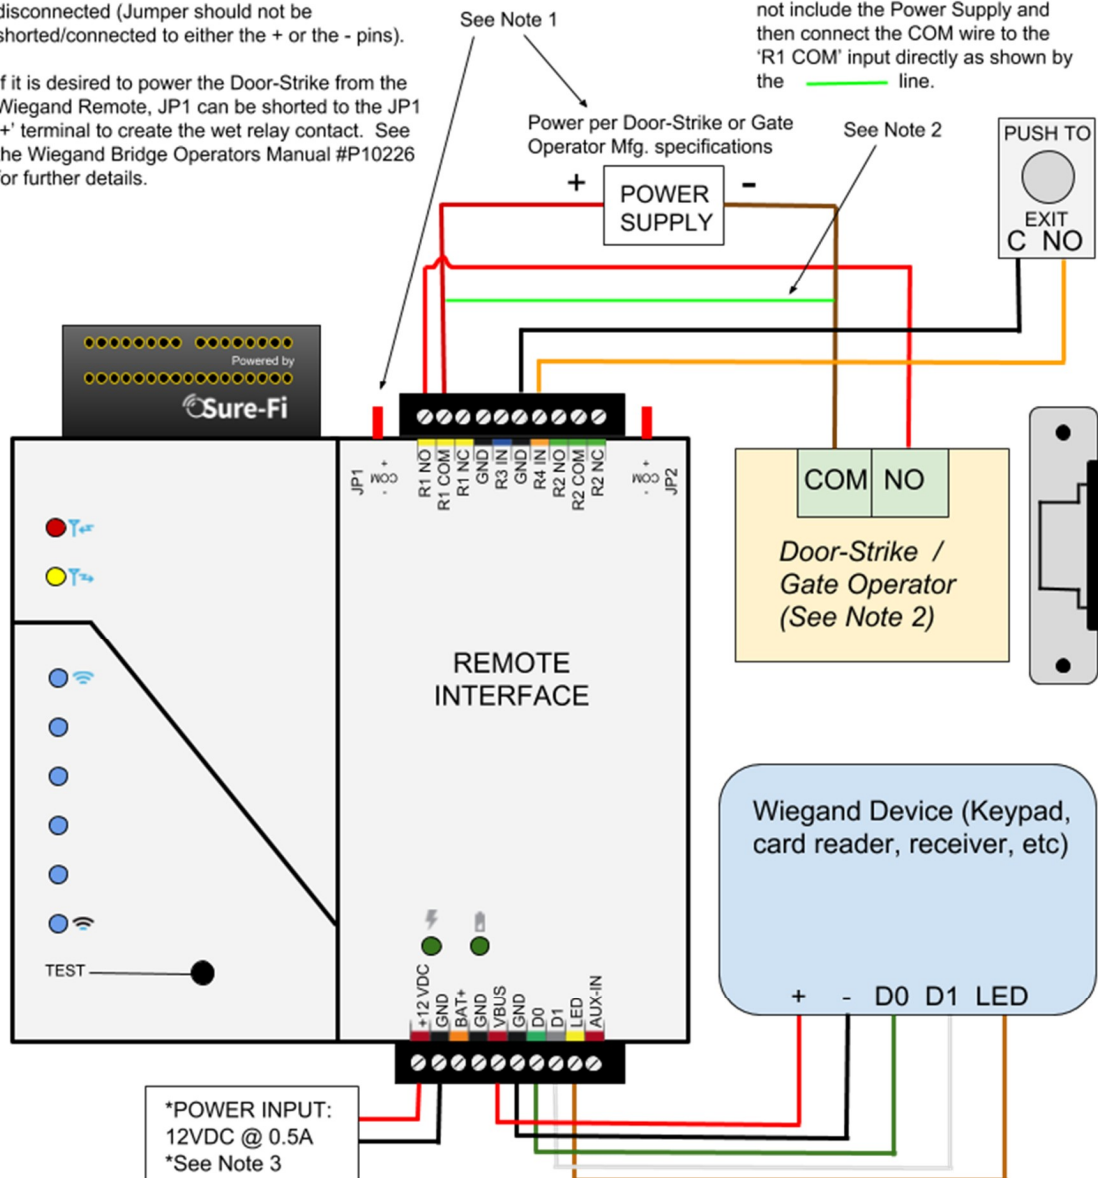 disconnected (Jumper should not be
shorted/connected to either the + or the - pins).
If it is desired to power the Door-Strike from the
Wiegand Remote, JP1 can be shorted to the JP1
'+' terminal to create the wet relay contact. See
the Wiegand Bridge Operators Manual #P10226
for further details.
See Note 1
not include the Power Supply and
then connect the COM wire to the
'R1 COM' input directly as shown by
the line.
Power per Door-Strike or Gate
Operator Mfg. specifications
See Note 2
+ POWER SUPPLY -
PUSH TO
EXIT
C NO
Powered by
Sure-Fi
JP1
+ COM -
R1 NO
R1 COM
R1 NC
GND
R3 IN
GND
R4 IN
R2 NO
R2 COM
R2 NC
+ COM -
JP2
COM NO
Door-Strike /
Gate Operator
(See Note 2)
REMOTE
INTERFACE
TEST
Wiegand Device (Keypad,
card reader, receiver, etc)
+ - D0 D1 LED
+12 VDC
GND
BAT+
GND
VBUS
GND
D0
D1
LED
AUX-IN
*POWER INPUT:
12VDC @ 0.5A
*See Note 3